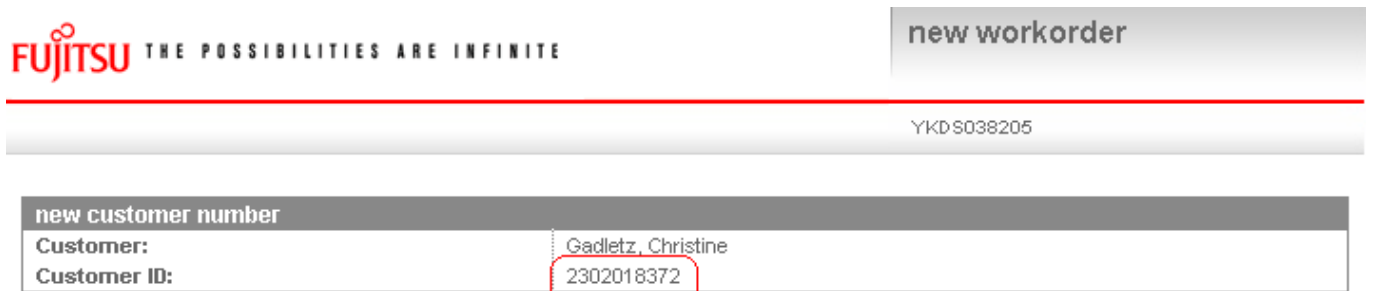 FUJITSU THE POSSIBILITIES ARE INFINITE
new workorder
YKDS038205
new customer number
Customer: Gadletz, Christine
Customer ID: 2302018372